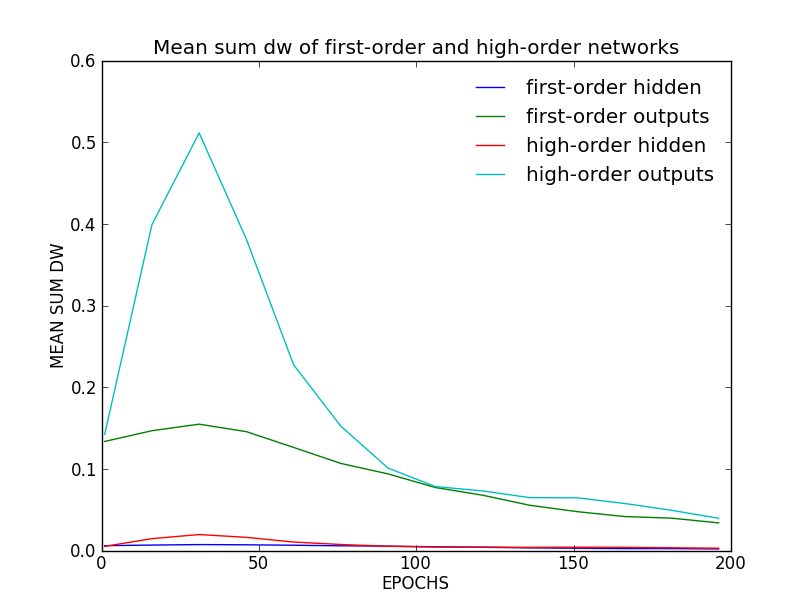 Mean sum dw of first-order and high-order networks
first-order hidden
first-order outputs
high-order hidden
high-order outputs
MEAN SUM DW
0.6
0.5
0.4
0.3
0.2
0.1
0.0
0 50 100 150 200
EPOCHS